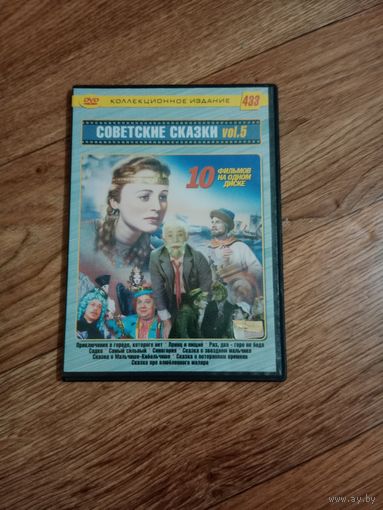 DVD КОЛЛЕКЦИОННОЕ ИЗДАНИЕ 433
СОВЕТСКИЕ СКАЗКИ vol.5
10 ФИЛЬМОВ
НА ОДНОМ
ДИСКЕ
Приключения в городе, которого нет * Принц и нищий * Раз, два - горе не беда
Садко * Самый сильный * Синегория * Сказка о звездном мальчике
Сказка о Мальчише-Кибальчише * Сказка о потерянном времени
Сказка про влюбленного маляра
© www.ay.by